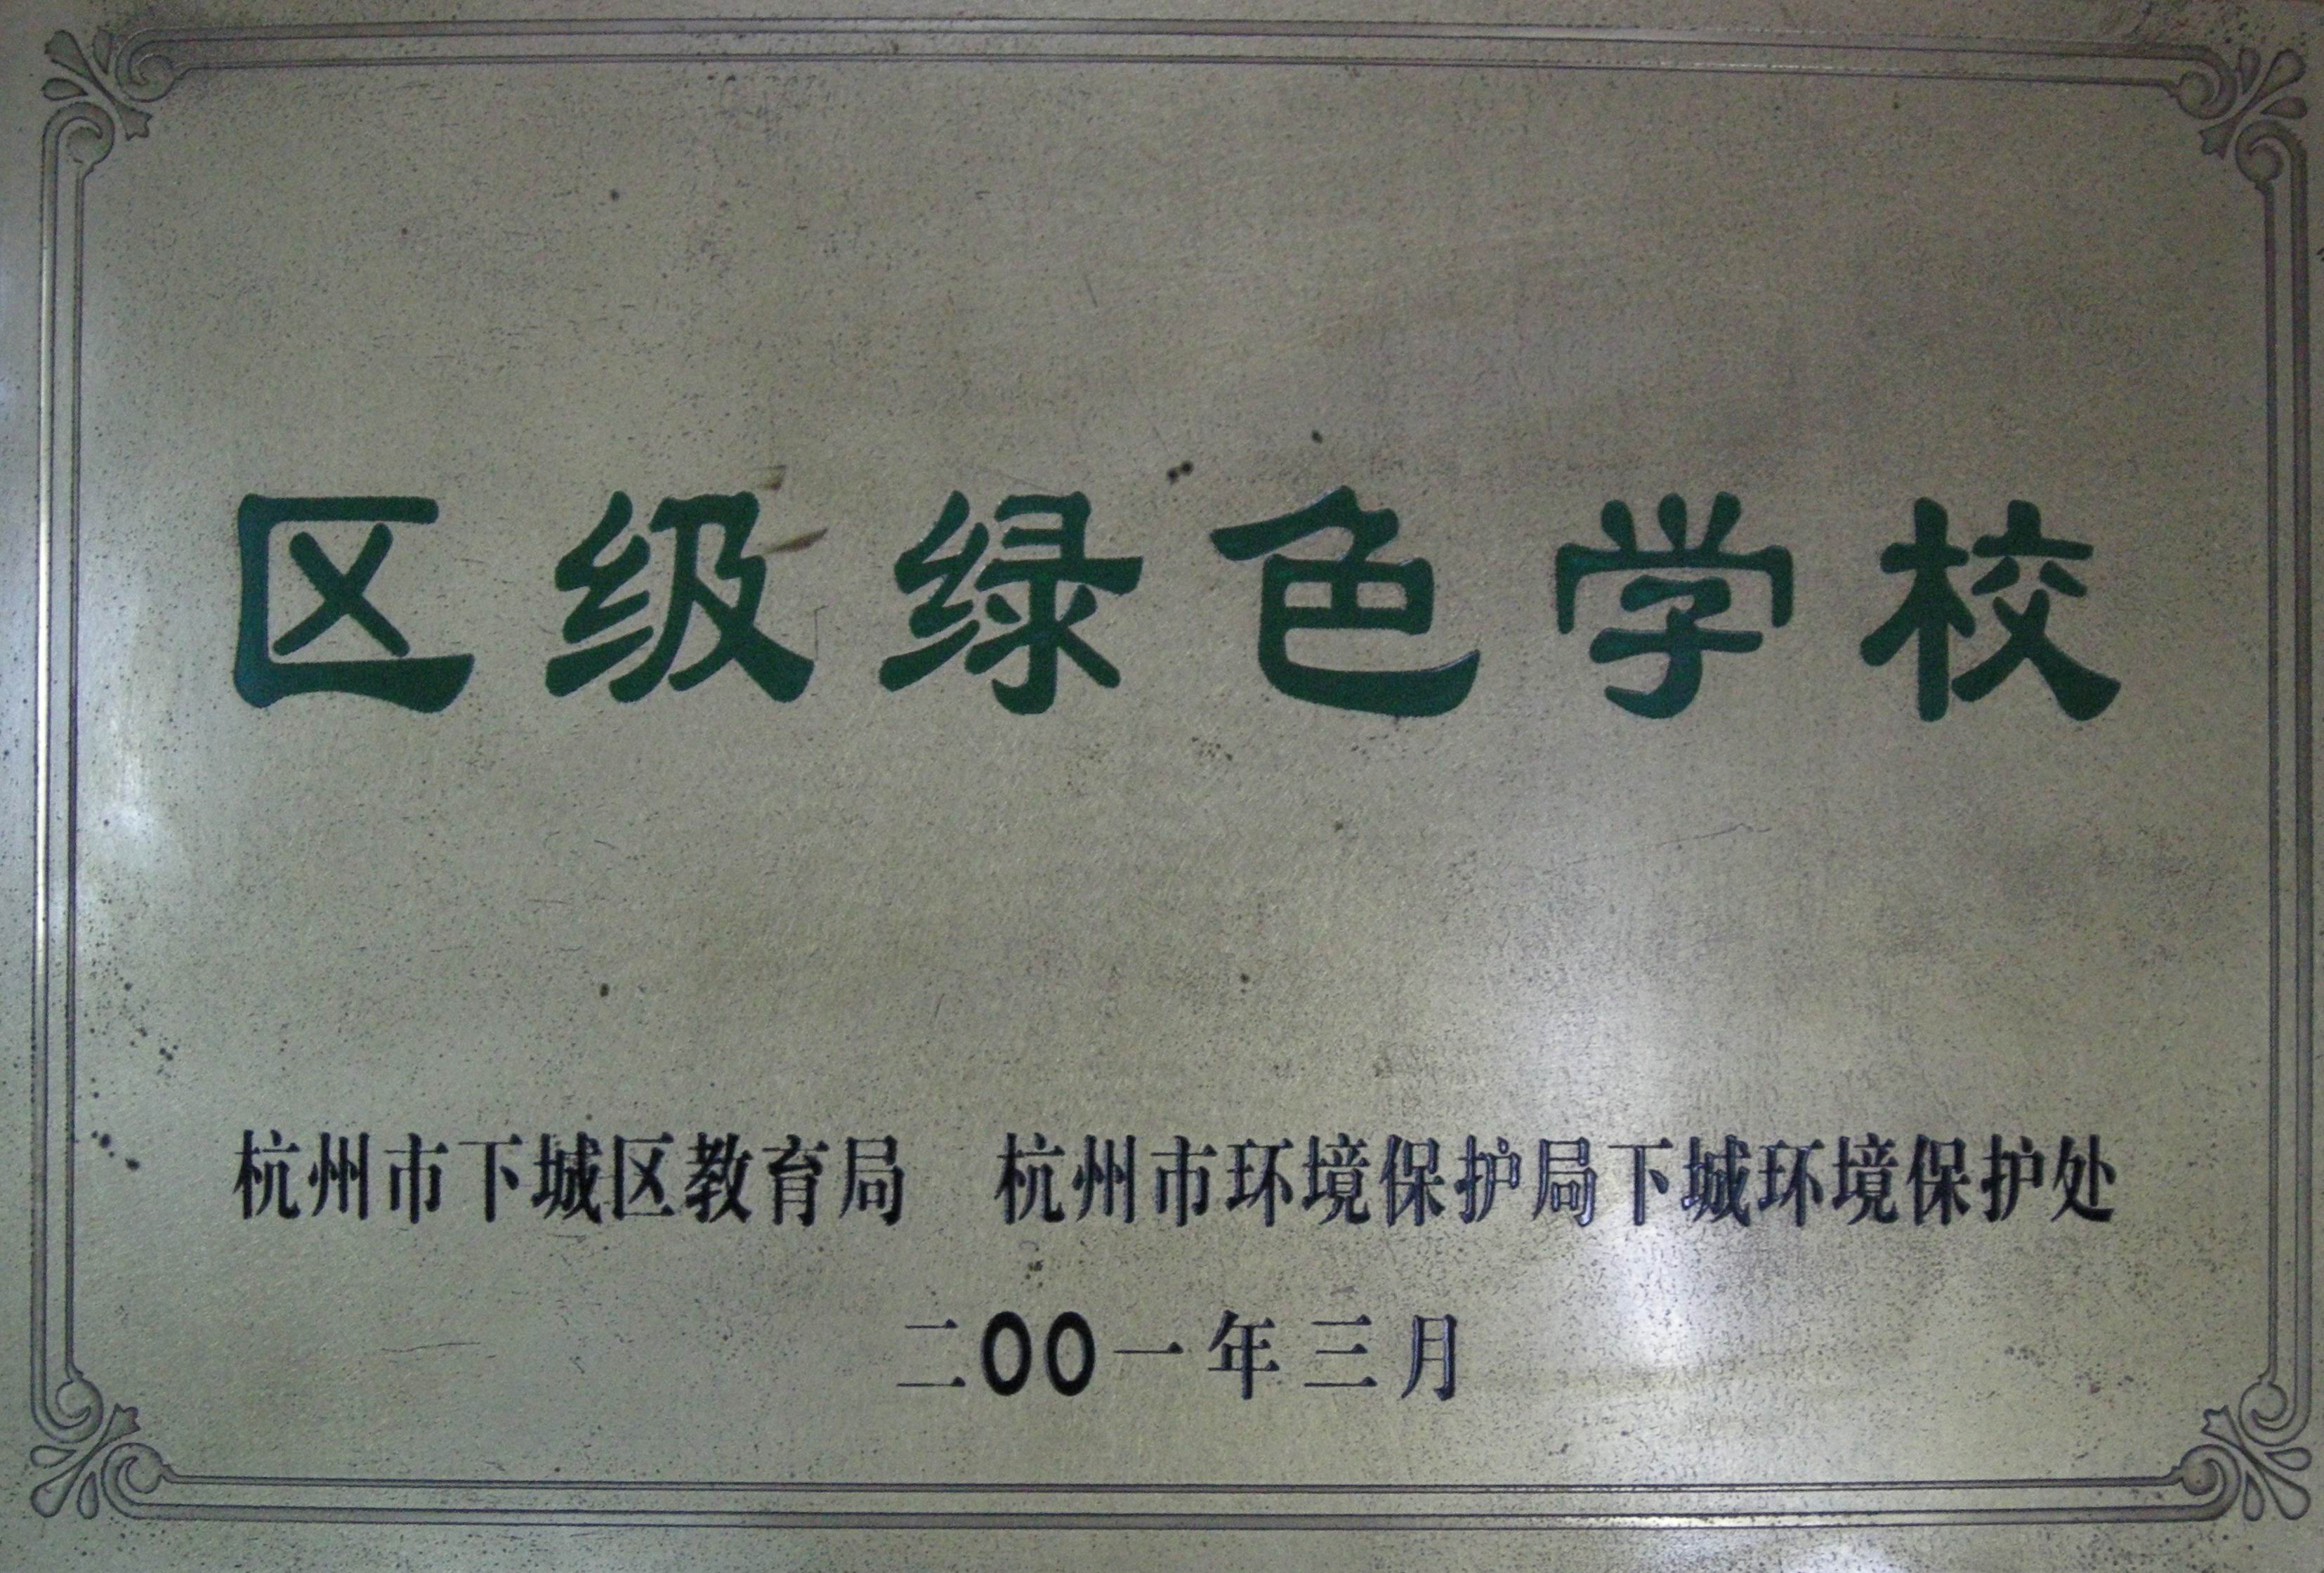 区级绿色学校
杭州市下城区教育局 杭州市环境保护局下城环境保护处
二00一年三月